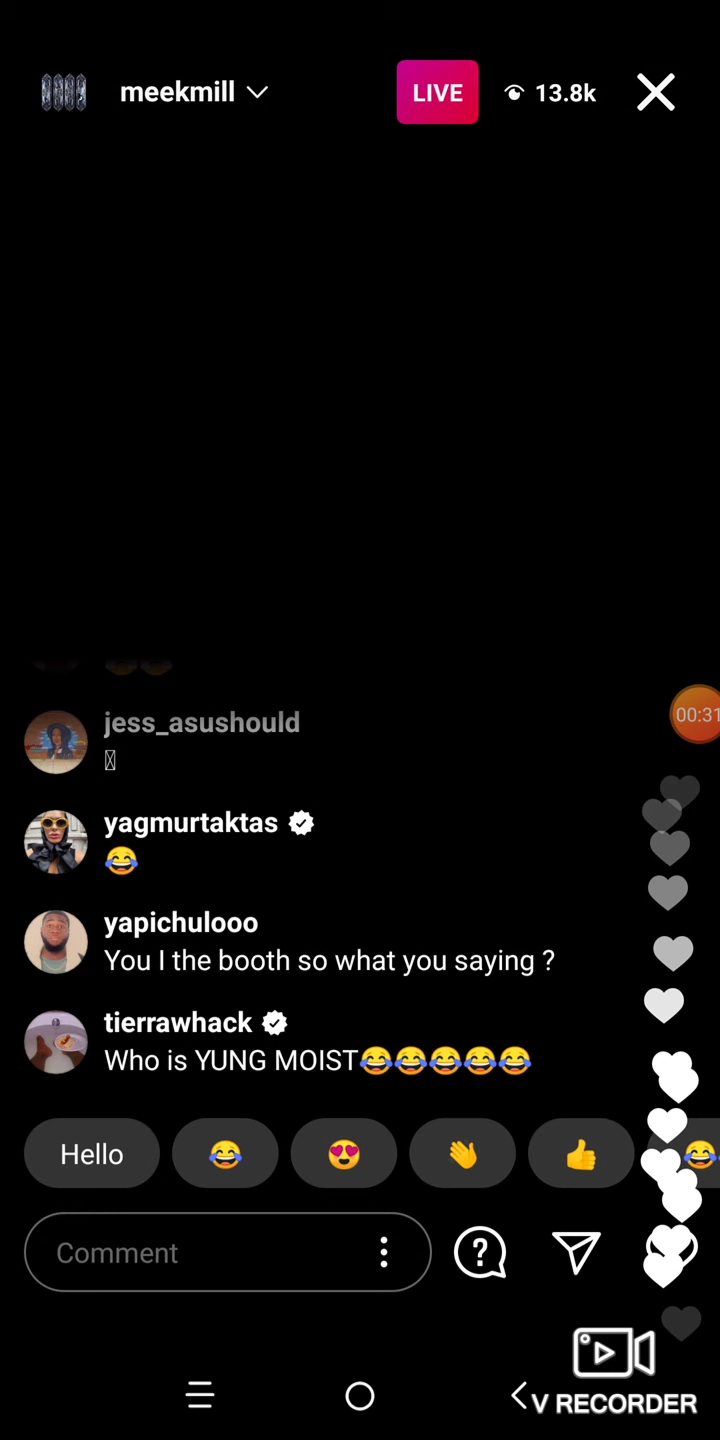 meekmill
LIVE
13.8k
jess_asushould
00:31
yagmurtaktas
😂
yapichulooo
You I the booth so what you saying ?
tierrawhack
Who is YUNG MOIST😂😂😂😂😂
Hello 😂 😍 👋 👍 😂
Comment
V RECORDER